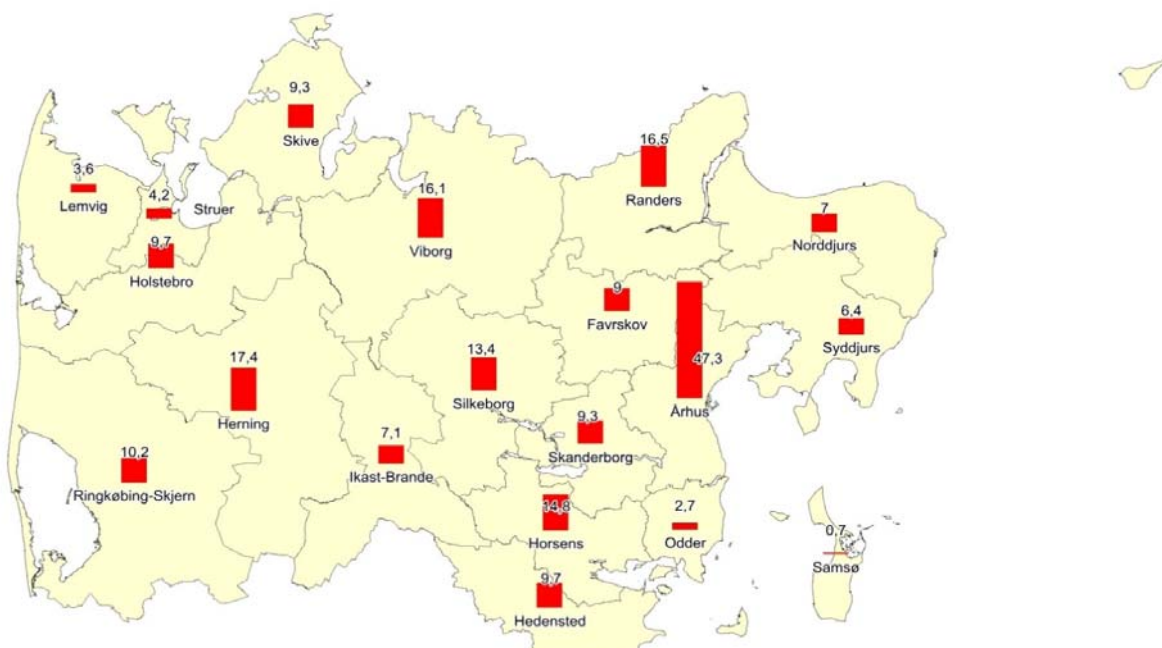 9,3
Skive
3,6
Lemvig
4,2
Struer
9,7
Holstebro
16,1
Viborg
16,5
Randers
7
Norddjurs
9
Favrskov
6,4
Syddjurs
47,3
Århus
17,4
Herning
13,4
Silkeborg
9,3
Skanderborg
7,1
Ikast-Brande
10,2
Ringkøbing-Skjern
14,8
Horsens
2,7
Odder
0,7
Samsø
9,7
Hedensted